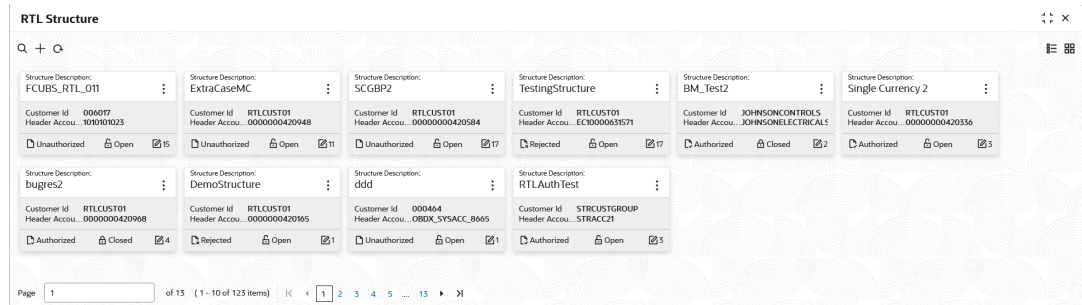 RTL Structure
Structure Description:
FCUBS_RTL_011
Customer Id 006017
Header Accou... 1010101023
Unauthorized Open 15
Structure Description:
ExtraCaseMC
Customer Id RTLCUST01
Header Accou... 0000000420948
Unauthorized Open 11
Structure Description:
SCGBP2
Customer Id RTLCUST01
Header Accou... 00000000420584
Unauthorized Open 17
Structure Description:
TestingStructure
Customer Id RTLCUST01
Header Accou... EC10000631571
Rejected Open 17
Structure Description:
BM_Test2
Customer Id JOHNSONCONTROLS
Header Accou... JOHNSONELECTRICALS
Authorized Closed 2
Structure Description:
Single Currency 2
Customer Id RTLCUST01
Header Accou... 00000000420336
Authorized Open 3
Structure Description:
bugres2
Customer Id RTLCUST01
Header Accou... 0000000420968
Authorized Closed 4
Structure Description:
DemoStructure
Customer Id RTLCUST01
Header Accou... 0000000420165
Rejected Open 1
Structure Description:
ddd
Customer Id 000464
Header Accou... OBDX_SYSACC_8665
Unauthorized Open 1
Structure Description:
RTLAuthTest
Customer Id STRCUSTGROUP
Header Accou... STRACC21
Authorized Open 3
Page 1 of 13 (1 - 10 of 123 items) 1 2 3 4 5 .... 13